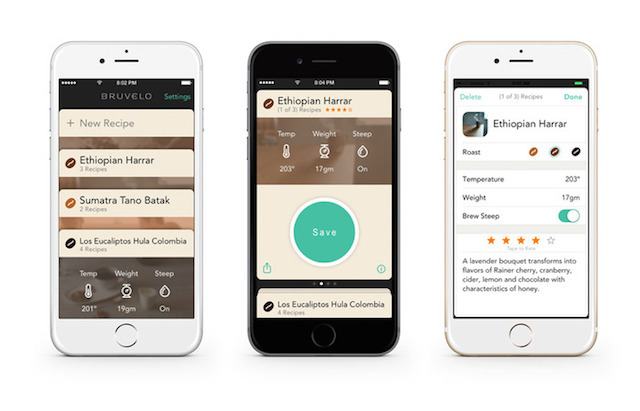 8:02 PM
BRUVELO
Settings
+ New Recipe
Ethiopian Harrar
3 Recipes
Sumatra Tano Batak
2 Recipes
Los Eucaliptos Hula Colombia
4 Recipes
Temp Weight Steep
201° 19gm On
8:04 PM
Ethiopian Harrar
(1 of 3) Recipes
Temp Weight Steep
203° 17gm On
Save
Los Eucaliptos Hula Colombia
4 Recipes
Delete (1 of 3) Recipes Done
Ethiopian Harrar
Roast
Temperature 203°
Weight 17gm
Brew Steep
Tape to Rate
A lavender bouquet transforms into
flavors of Rainer cherry, cranberry,
cider, lemon and chocolate with
characteristics of honey.